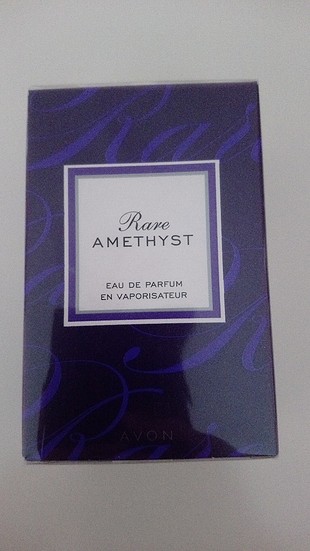 Rare
AMETHYST
EAU DE PARFUM
EN VAPORISATEUR
AVON